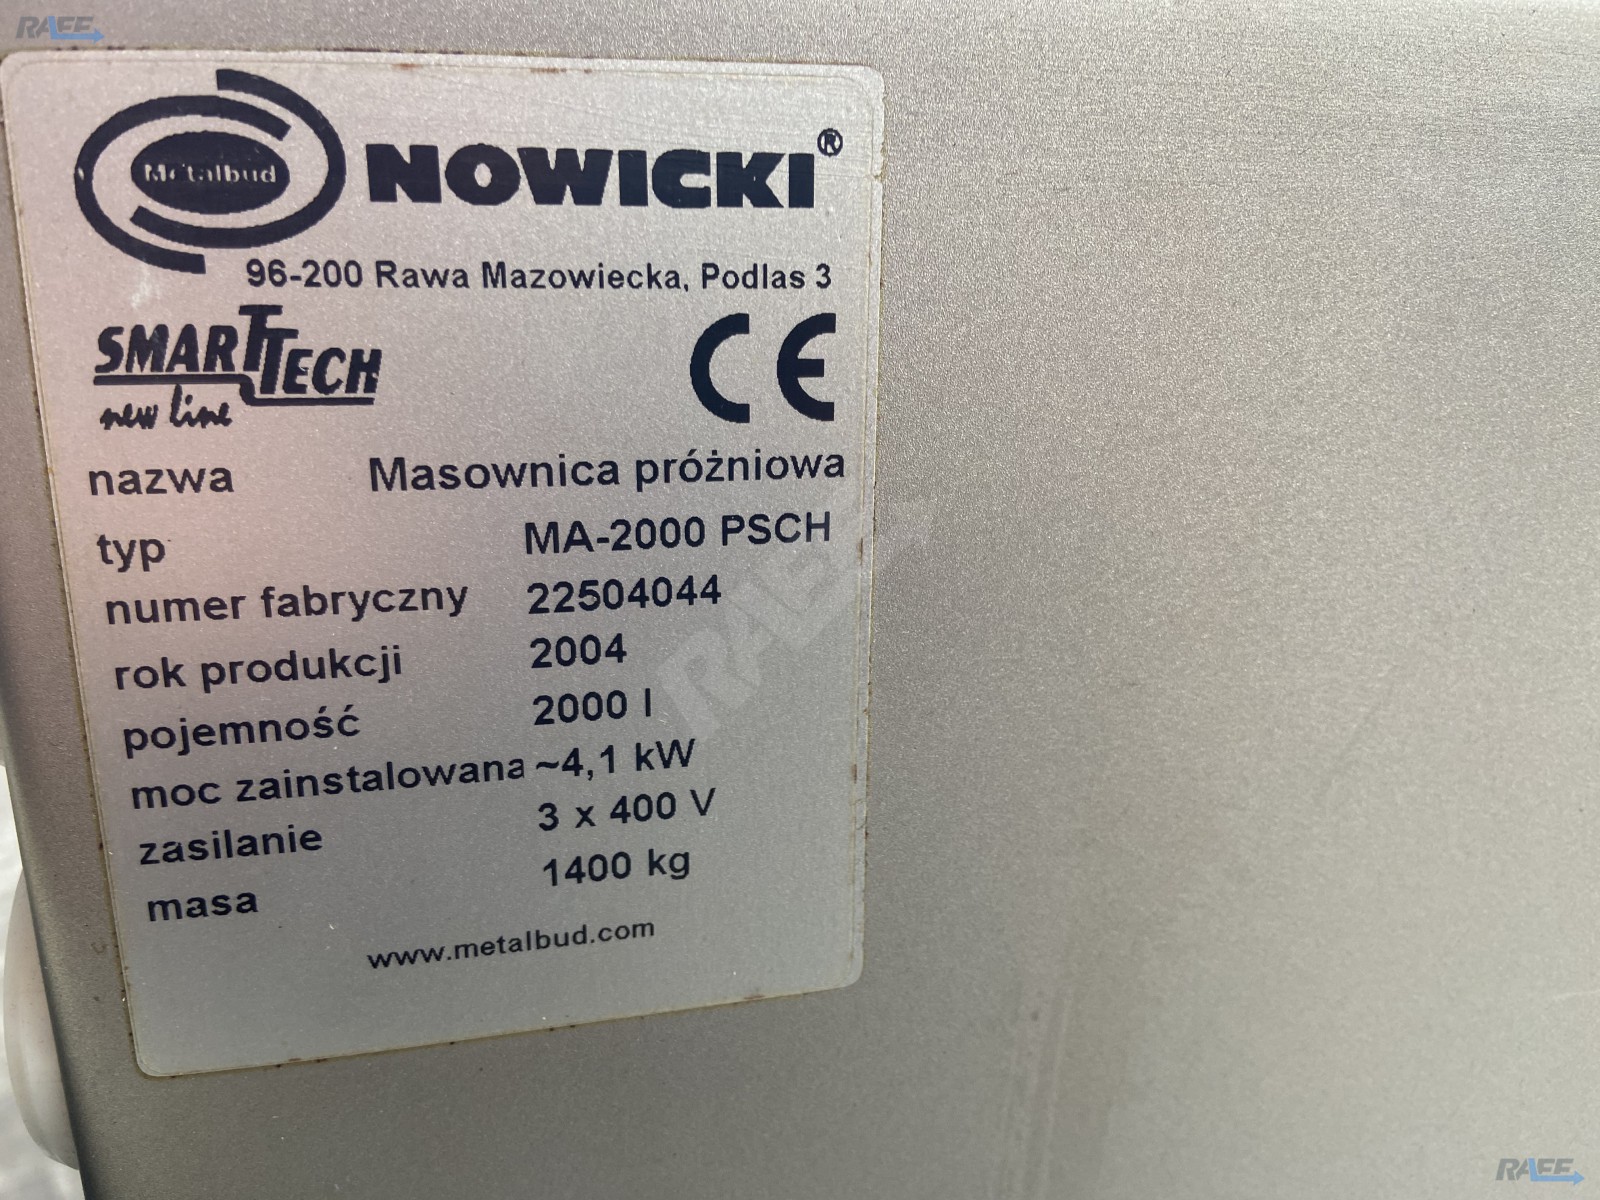 RAEE
Metalbud NOWICKI®
96-200 Rawa Mazowiecka, Podlas 3
SMARTTECH CE
new line
nazwa Masownica próżniowa
typ MA-2000 PSCH
numer fabryczny 22504044
rok produkcji 2004
pojemność 2000 l
moc zainstalowana ~4,1 kW
zasilanie 3 x 400 V
masa 1400 kg
www.metalbud.com
RAEE
RAEE